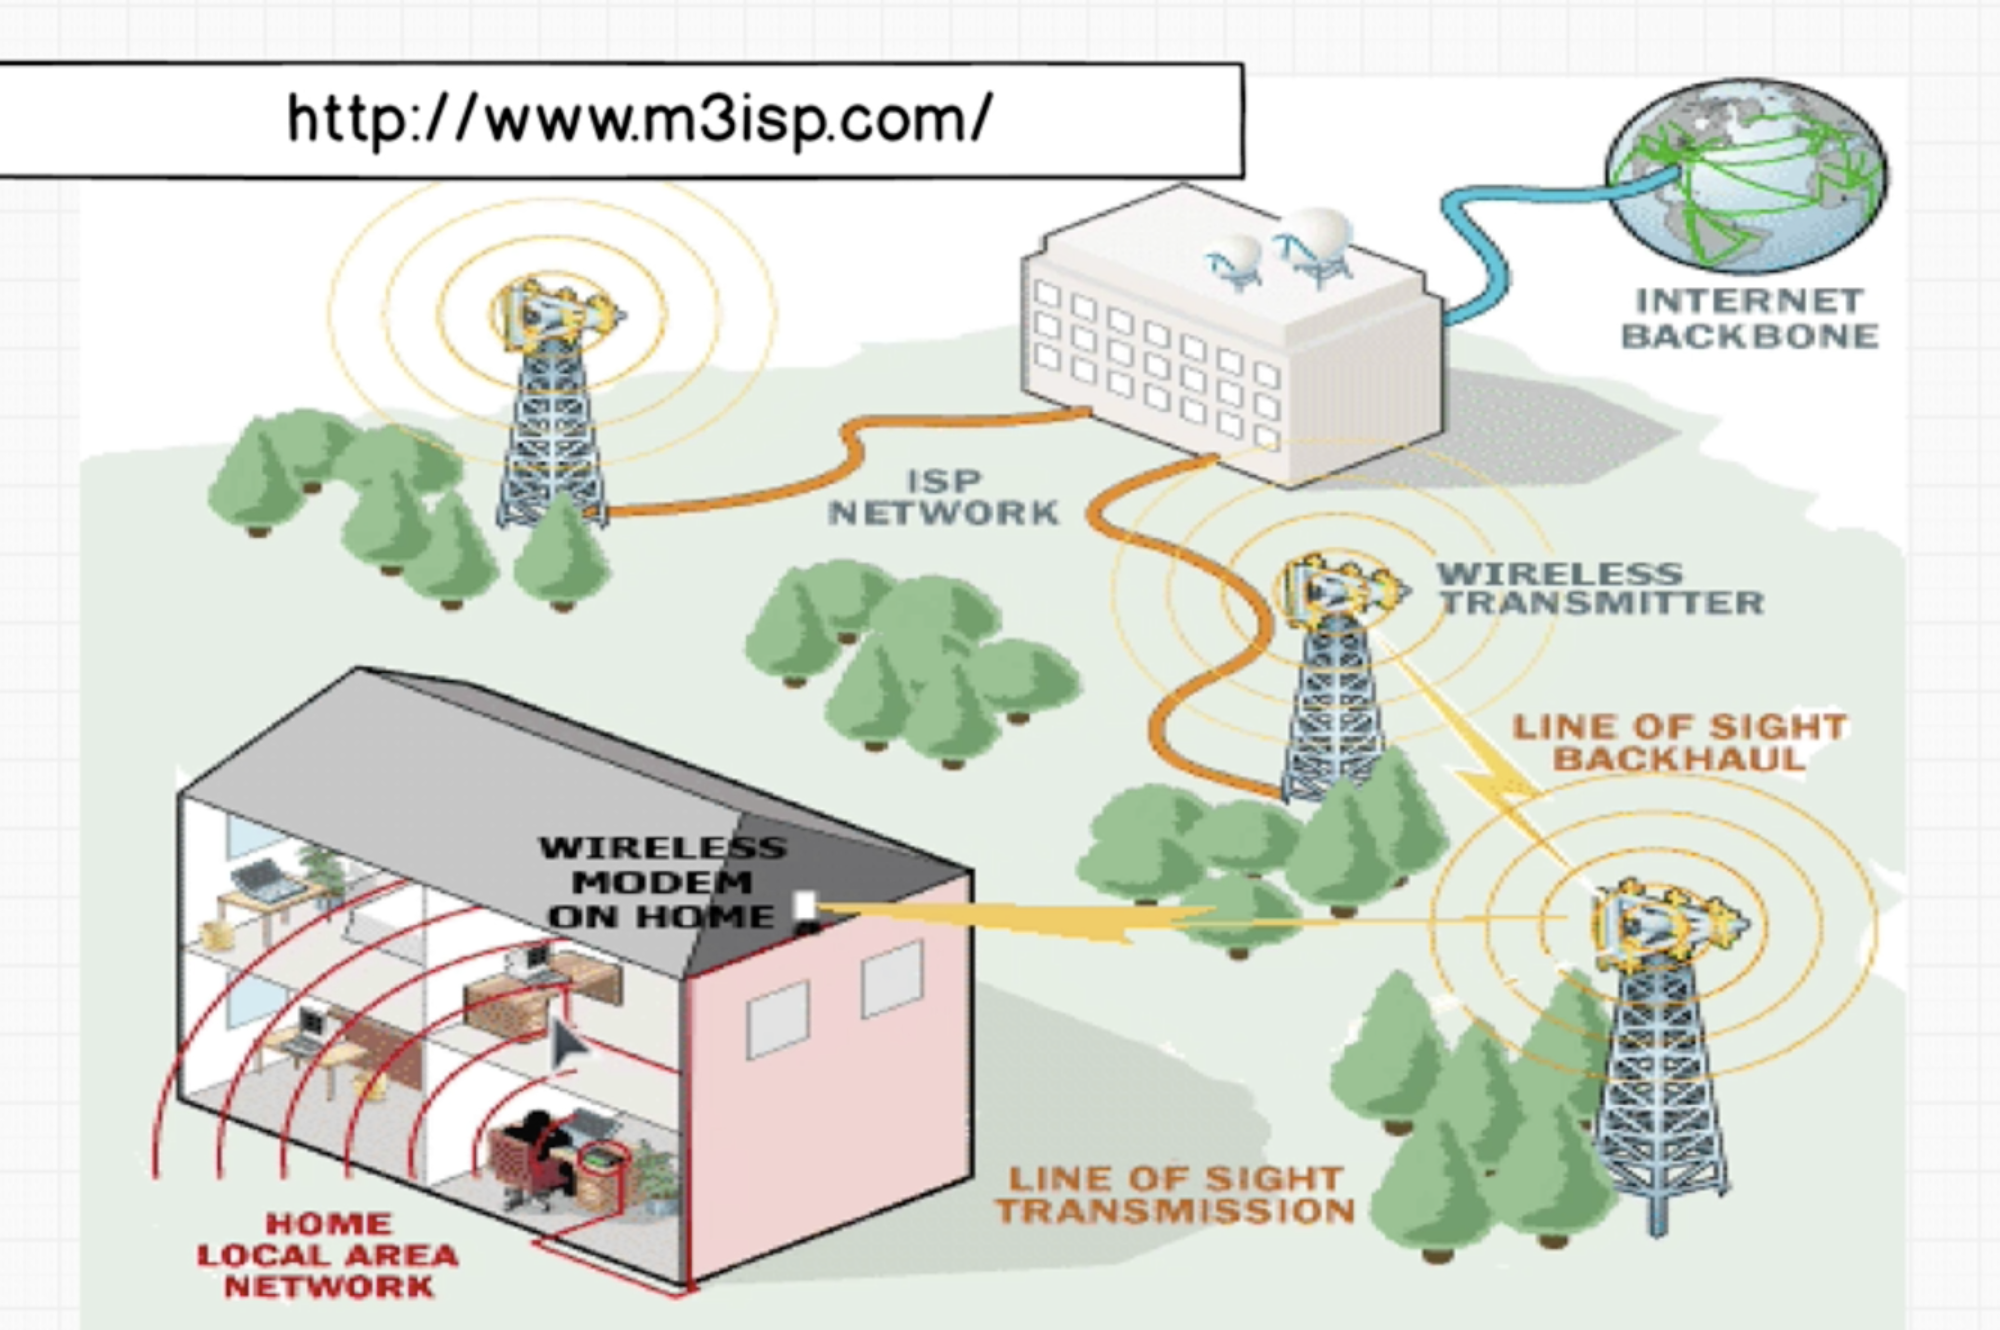 http://www.m3isp.com/
INTERNET
BACKBONE
ISP
NETWORK
WIRELESS
TRANSMITTER
LINE OF SIGHT
BACKHAUL
WIRELESS
MODEM
ON HOME
LINE OF SIGHT
TRANSMISSION
HOME
LOCAL AREA
NETWORK